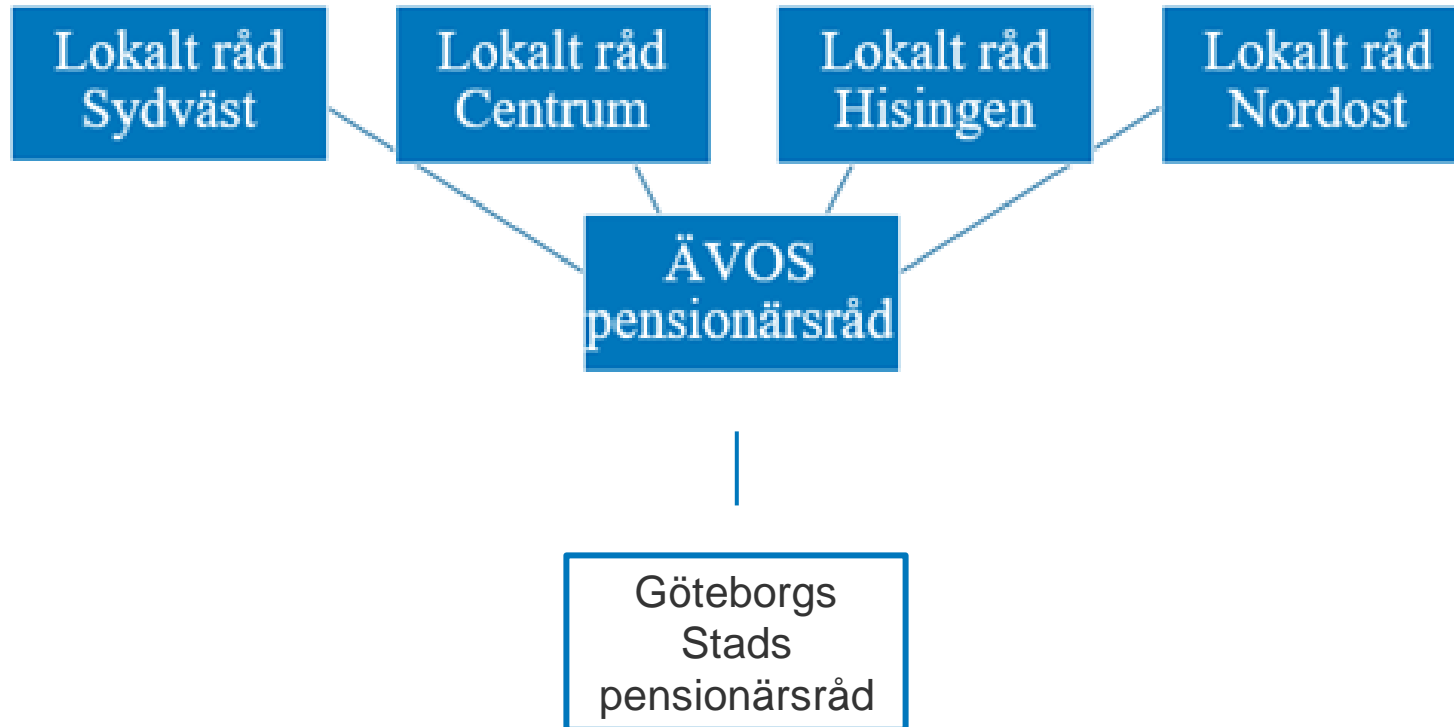 Lokalt råd
Sydväst
Lokalt råd
Centrum
Lokalt råd
Hisingen
Lokalt råd
Nordost
ÄVOS
pensionärsråd
Göteborgs
Stads
pensionärsråd